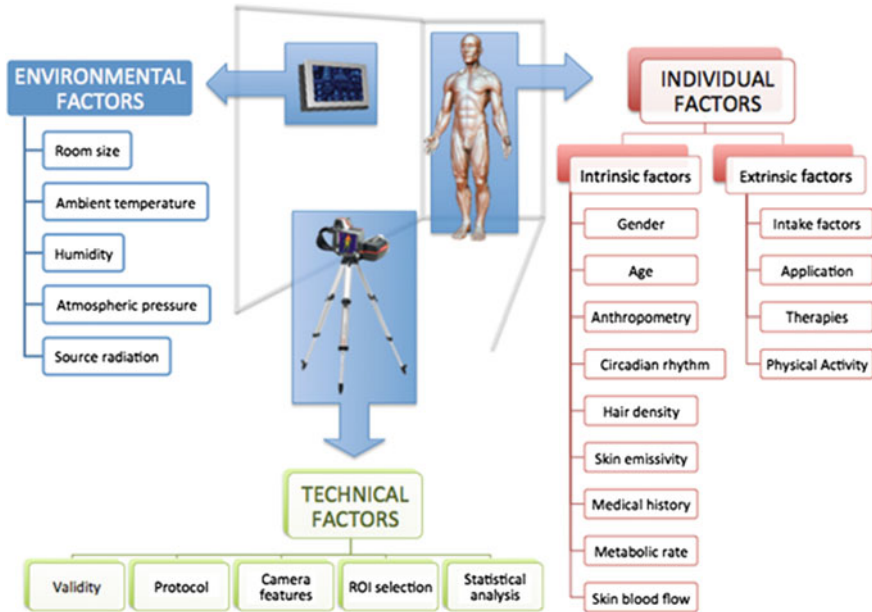 ENVIRONMENTAL
FACTORS
Room size
Ambient temperature
Humidity
Atmospheric pressure
Source radiation
INDIVIDUAL
FACTORS
Intrinsic factors
Gender
Age
Anthropometry
Circadian rhythm
Hair density
Skin emissivity
Medical history
Metabolic rate
Skin blood flow
Extrinsic factors
Intake factors
Application
Therapies
Physical Activity
TECHNICAL
FACTORS
Validity
Protocol
Camera
features
ROI selection
Statistical
analysis